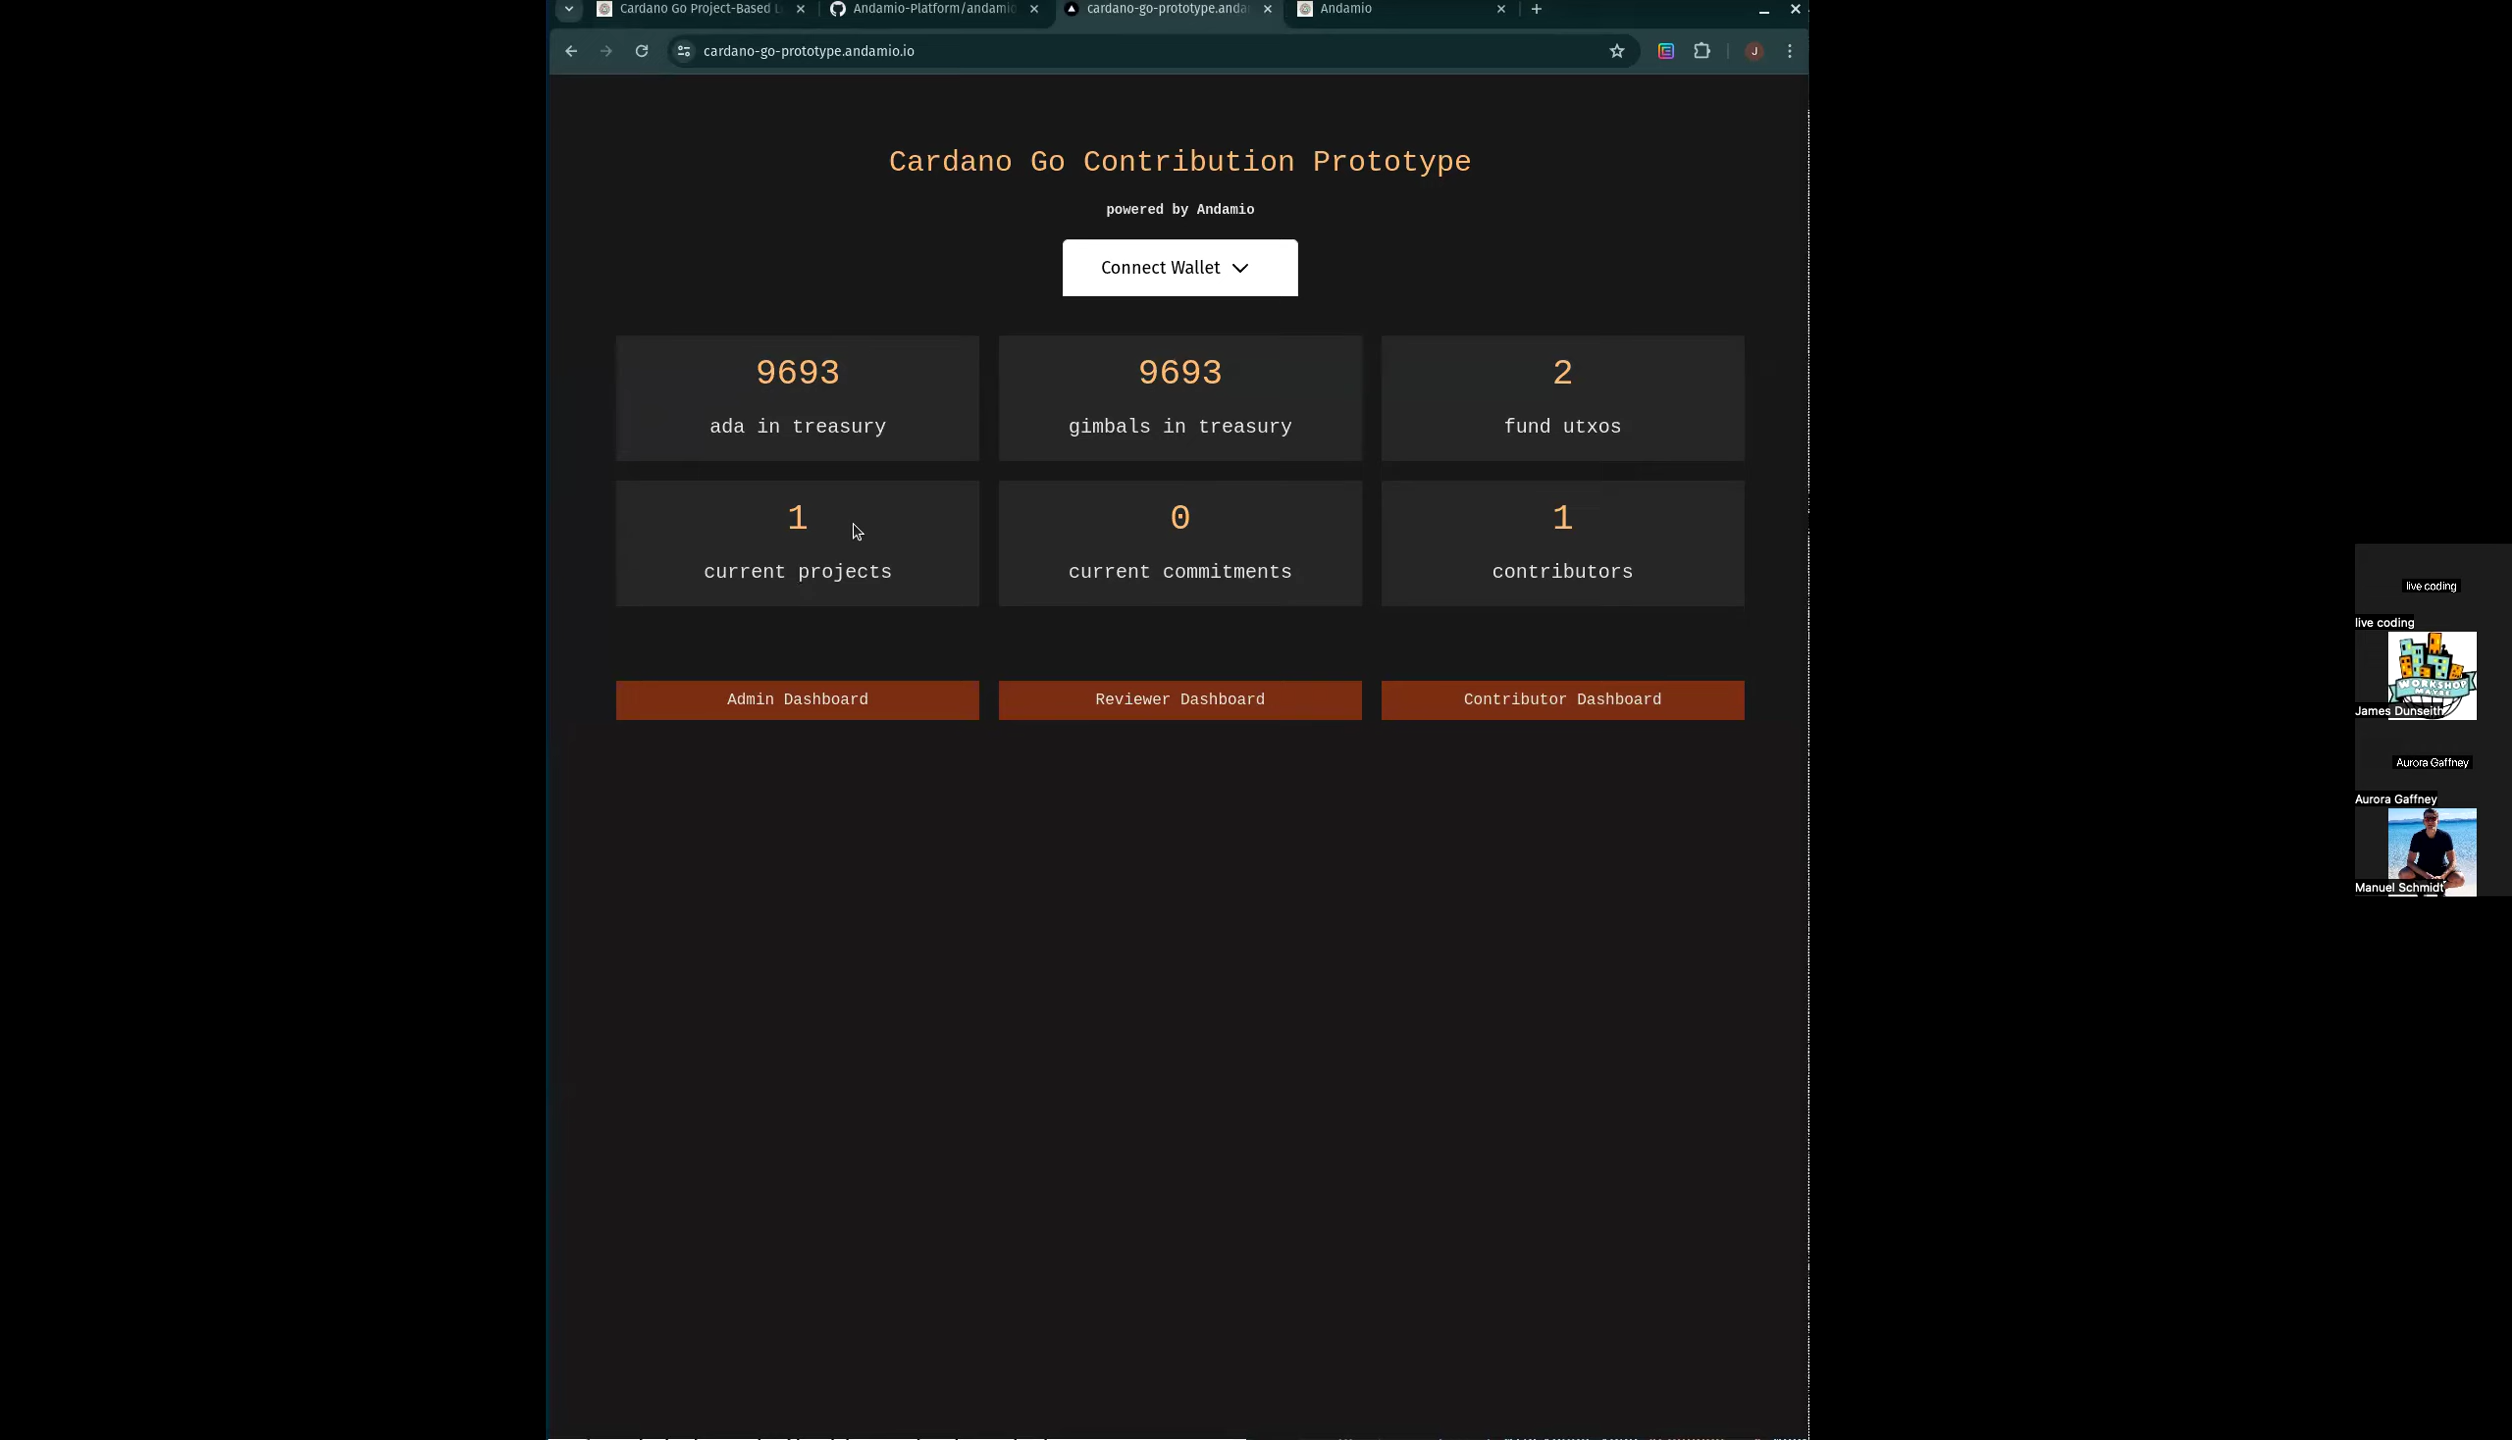 Cardano Go Project-Based L
Andamio-Platform/andamio
cardano-go-prototype.anda
Andamio
cardano-go-prototype.andamio.io
J
Cardano Go Contribution Prototype
powered by Andamio
Connect Wallet
9693
ada in treasury
9693
gimbals in treasury
2
fund utxos
1
current projects
0
current commitments
1
contributors
Admin Dashboard
Reviewer Dashboard
Contributor Dashboard
live coding
live coding
WORKSHOP
MAYBE
James Dunseith
Aurora Gaffney
Aurora Gaffney
Manuel Schmidt